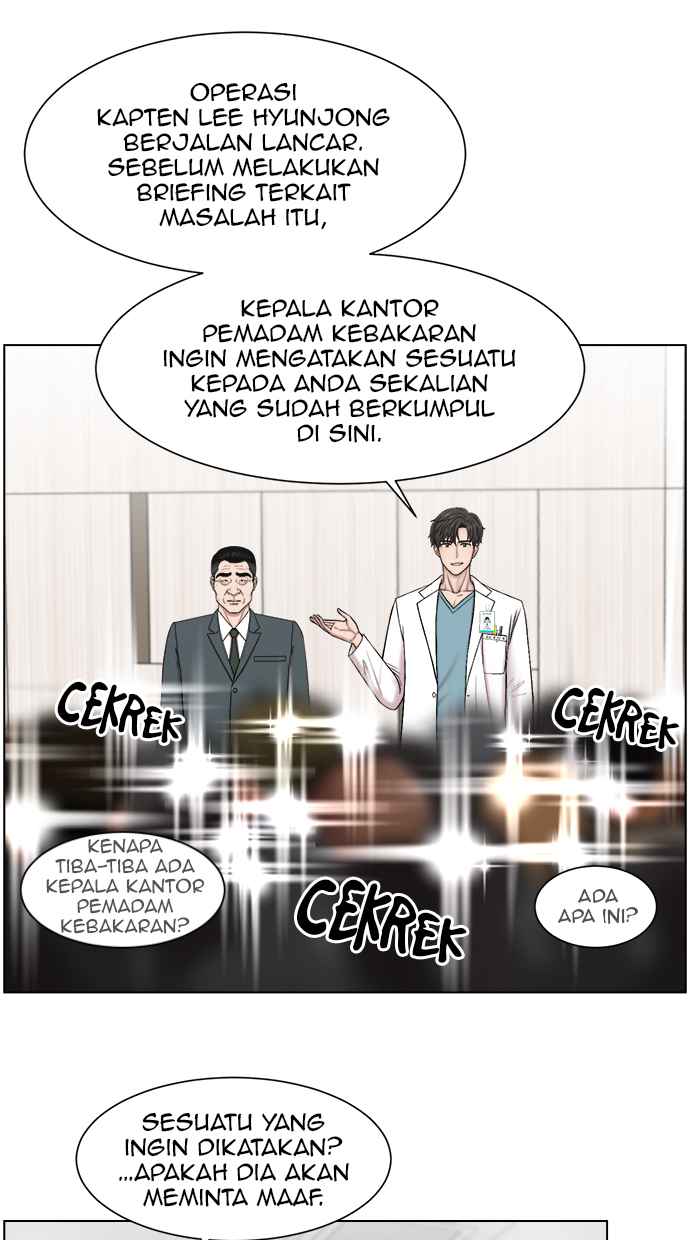 OPERASI
KAPTEN LEE HYUNJONG
BERJALAN LANCAR.
SEBELUM MELAKUKAN
BRIEFING TERKAIT
MASALAH ITU,
KEPALA KANTOR
PEMADAM KEBAKARAN
INGIN MENGATAKAN SESUATU
KEPADA ANDA SEKALIAN
YANG SUDAH BERKUMPUL
DI SINI.
CEKREK
CEKREK
KENAPA
TIBA-TIBA ADA
KEPALA KANTOR
PEMADAM
KEBAKARAN?
CEKREK
ADA
APA INI?
SESUATU YANG
INGIN DIKATAKAN?
...APAKAH DIA AKAN
MEMINTA MAAF.